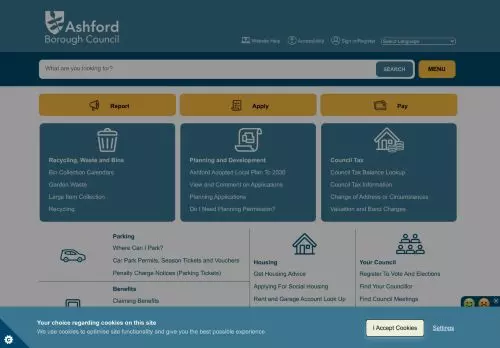 Ashford
Borough Council
Website Help
Accessibility
Sign in/Register
Select Language
What are you looking for?
SEARCH
MENU
Report
Apply
Pay
Recycling, Waste and Bins
Bin Collection Calendars
Garden Waste
Large Item Collection
Recycling
Planning and Development
Ashford Adopted Local Plan To 2030
View and Comment on Applications
Planning Applications
Do I Need Planning Permission?
Council Tax
Council Tax Balance Lookup
Council Tax Information
Change of Address or Circumstances
Valuation and Band Charges
Parking
Where Can I Park?
Car Park Permits, Season Tickets and Vouchers
Penalty Charge Notices (Parking Tickets)
Benefits
Claiming Benefits
Housing
Get Housing Advice
Applying For Social Housing
Rent and Garage Account Look Up
Your Council
Register To Vote And Elections
Find Your Councillor
Find Council Meetings
Your choice regarding cookies on this site
We use cookies to optimise site functionality and give you the best possible experience
I Accept Cookies
Settings